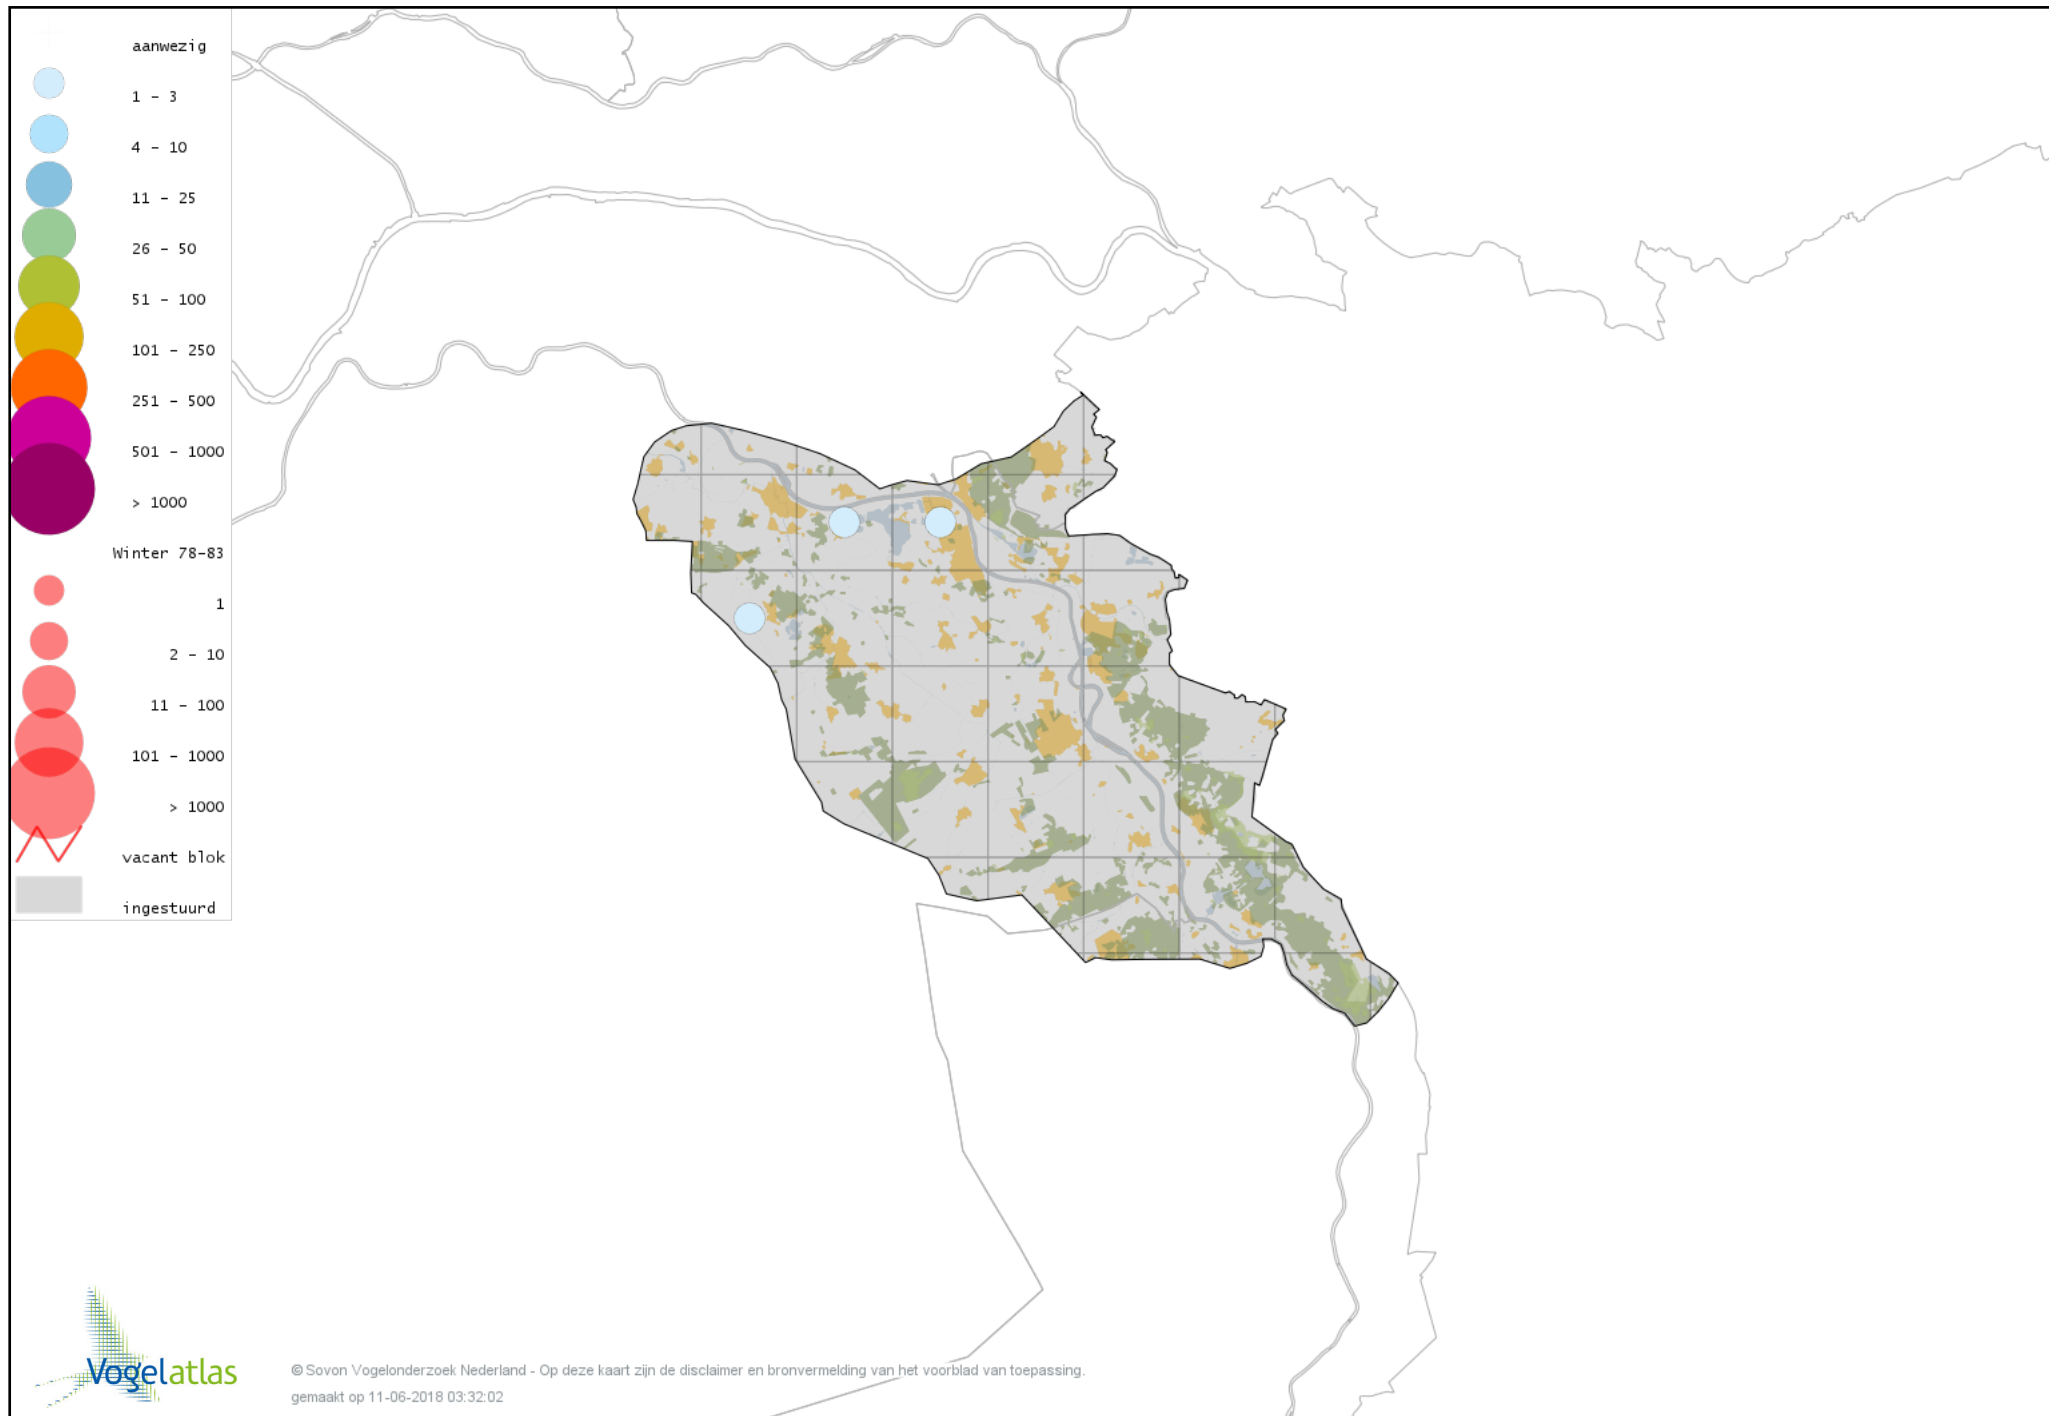 aanwezig
1 - 3
4 - 10
11 - 25
26 - 50
51 - 100
101 - 250
251 - 500
501 - 1000
> 1000
Winter 78-83
1
2 - 10
11 - 100
101 - 1000
> 1000
vacant blok
ingestuurd
Vogelatlas
© Sovon Vogelonderzoek Nederland - Op deze kaart zijn de disclaimer en bronvermelding van het voorblad van toepassing.
gemaakt op 11-06-2018 03:32:02